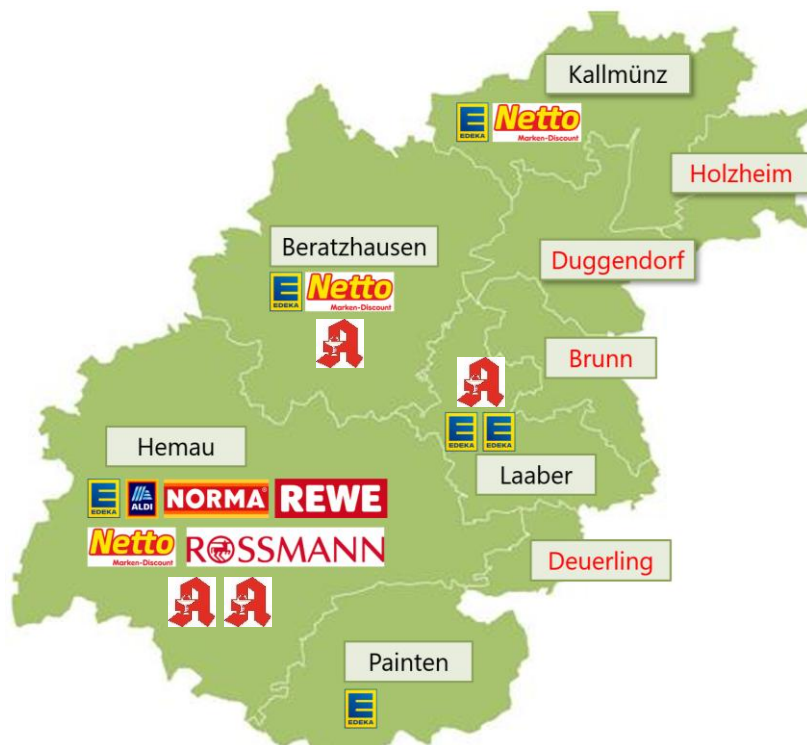 Kallmünz
E EDEKA Netto Marken-Discount
Holzheim
Beratzhausen
Duggendorf
E EDEKA Netto Marken-Discount
A
Brunn
A
E EDEKA E EDEKA
Hemau
Laaber
E EDEKA ALDI NORMA® REWE
Netto Marken-Discount ROSSMANN
Deuerling
A A
Painten
E EDEKA